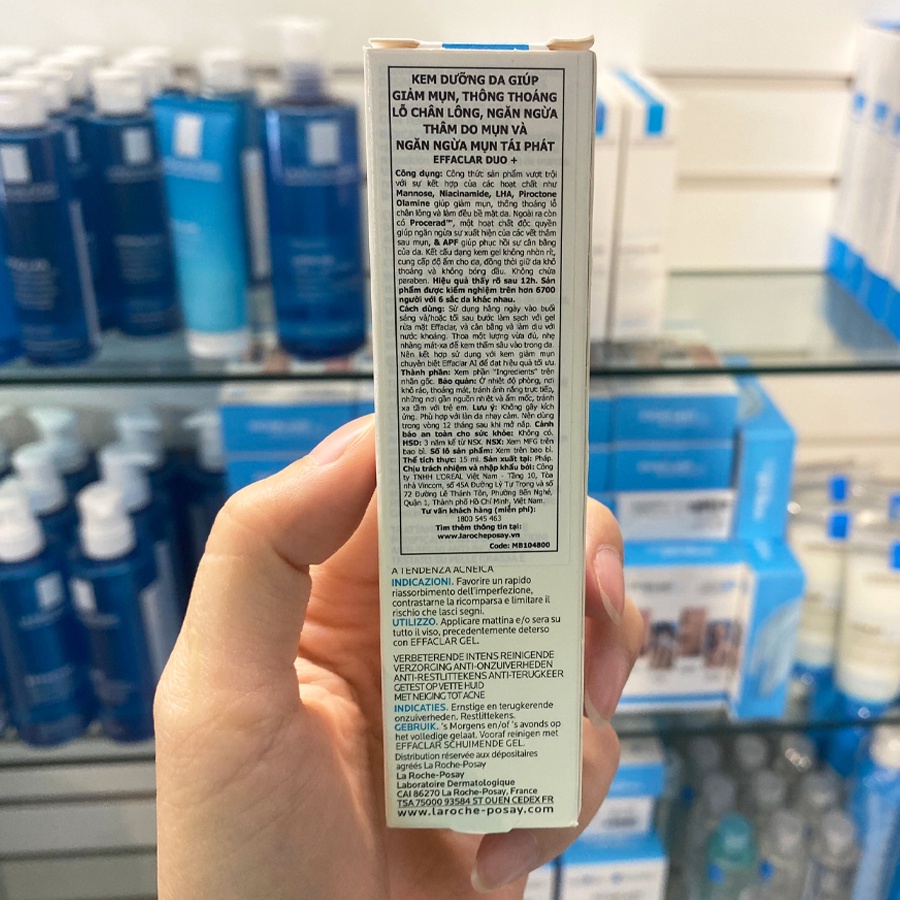 KEM DƯỠNG DA GIÚP
GIẢM MỤN, THÔNG THOÁNG
LỖ CHÂN LÔNG, NGĂN NGỪA
THÂM DO MỤN VÀ
NGĂN NGỪA MỤN TÁI PHÁT
EFFACLAR DUO +
Công dụng: Công thức sản phẩm vượt trội
với sự kết hợp của các hoạt chất như
Mannose, Niacinamide, LHA, Piroctone
Olamine giúp giảm mụn, thông thoáng lỗ
chân lông và làm đều bề mặt da. Ngoài ra còn
có Procerad™, một hoạt chất độc quyền
giúp ngăn ngừa sự xuất hiện của các vết thâm
sau mụn, & APF giúp phục hồi sự cân bằng
của da. Kết cấu dạng kem gel không nhờn rít,
cung cấp độ ẩm cho da, đồng thời giữ da khô
thoáng và không bóng dầu. Không chứa
paraben. Hiệu quả thấy rõ sau 12h. Sản
phẩm được kiểm nghiệm trên hơn 6700
người với 6 sắc da khác nhau.
Cách dùng: Sử dụng hàng ngày vào buổi
sáng và/hoặc tối sau bước làm sạch với gel
rửa mặt Effaclar, và cân bằng và làm dịu với
nước khoáng. Thoa một lượng vừa đủ, nhẹ
nhàng mát-xa để kem thấm sâu vào trong da.
Nên kết hợp sử dụng với kem giảm mụn
chuyên biệt Effaclar AI để đạt hiệu quả tối ưu.
Thành phần: Xem phần "Ingredients" trên
nhãn gốc. Bảo quản: Ở nhiệt độ phòng, nơi
khô ráo, thoáng mát, tránh ánh nắng trực tiếp,
những nơi gần nguồn nhiệt và ẩm mốc, tránh
xa tầm với trẻ em. Lưu ý: Không gây kích
ứng. Phù hợp với làn da nhạy cảm. Nên dùng
trong vòng 12 tháng sau khi mở nắp. Cảnh
báo an toàn cho sức khỏe: Không có.
HSD: 3 năm kể từ NSX. NSX: Xem MFG trên
bao bì. Số lô sản phẩm: Xem trên bao bì.
Thể tích thực: 15 ml. Sản xuất tại: Pháp.
Chịu trách nhiệm và nhập khẩu bởi: Công
ty TNHH L'OREAL Việt Nam - Tầng 10, Tòa
nhà Vincom, số 45A Đường Lý Tự Trọng và số
72 Đường Lê Thánh Tôn, Phường Bến Nghé,
Quận 1, Thành phố Hồ Chí Minh, Việt Nam.
Tư vấn khách hàng (miễn phí):
1800 545 463
Tìm thêm thông tin tại:
www.larocheposay.vn
Code: MB104800
A TENDENZA ACNEICA
INDICAZIONI. Favorire un rapido
riassorbimento dell'imperfezione,
contrastarne la ricomparsa e limitare il
rischio che lasci segni.
UTILIZZO. Applicare mattina e/o sera su
tutto il viso, precedentemente deterso
con EFFACLAR GEL.
VERBETERENDE INTENS REINIGENDE
VERZORGING ANTI-ONZUIVERHEDEN
ANTI-RESTLITTEKENS ANTI-TERUGKEER
GETEST OP VETTE HUID
MET NEIGING TOT ACNE
INDICATIES. Ernstige en terugkerende
onzuiverheden. Restlittekens.
GEBRUIK. 's Morgens en/of 's avonds op
het volledige gelaat. Vooraf reinigen met
EFFACLAR SCHUIMENDE GEL.
Distribution réservée aux dépositaires
agréés La Roche-Posay
La Roche-Posay
Laboratoire Dermatologique
CAI 86270 La Roche-Posay, France
TSA 75000 93584 ST OUEN CEDEX FR
www.laroche-posay.com